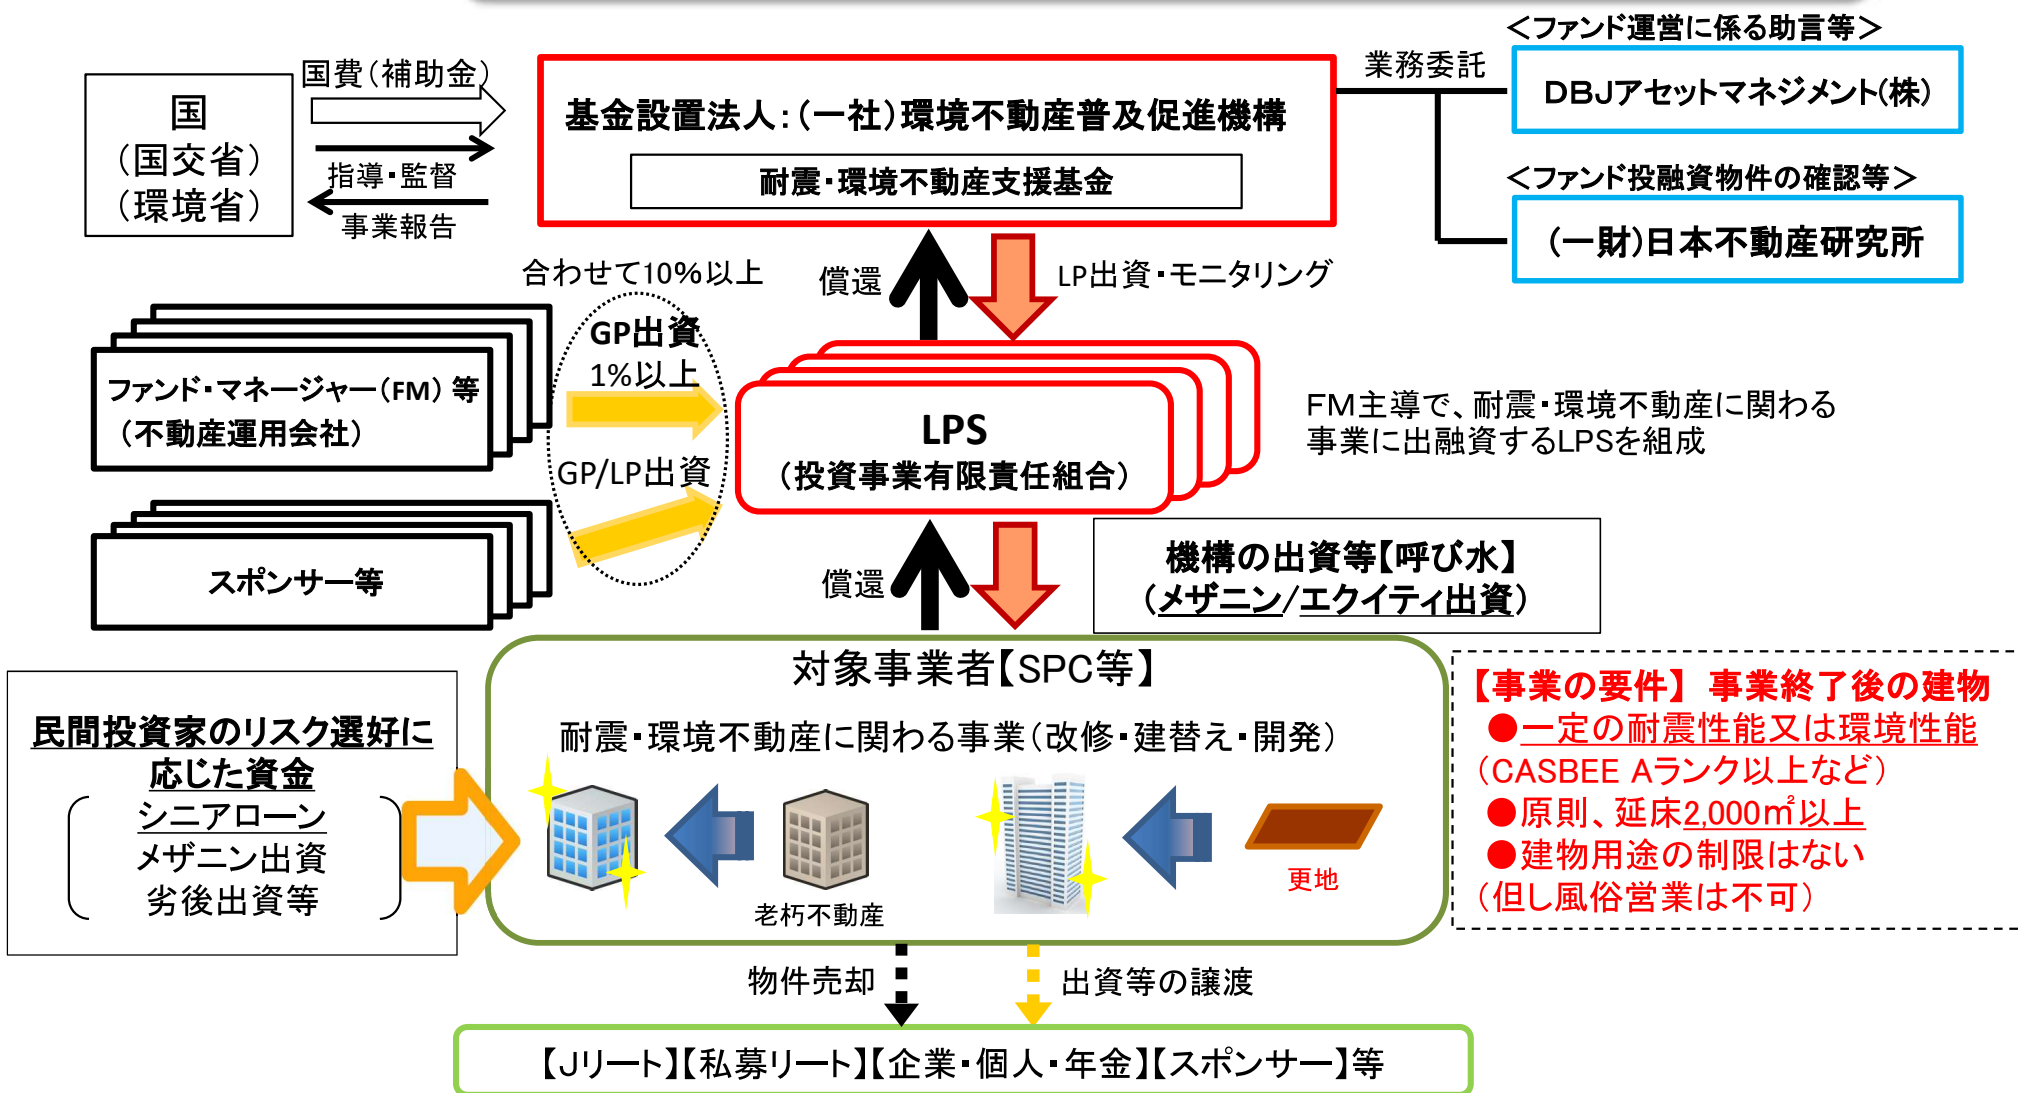 国
（国交省）
（環境省）
国費（補助金）
指導・監督
事業報告
基金設置法人：（一社）環境不動産普及促進機構
耐震・環境不動産支援基金
業務委託
＜ファンド運営に係る助言等＞
ＤＢＪアセットマネジメント(株)
＜ファンド投融資物件の確認等＞
（一財）日本不動産研究所
合わせて10％以上
償還
LP出資・モニタリング
ファンド・マネージャー（FM）等
（不動産運用会社）
GP出資
1％以上
GP/LP出資
スポンサー等
LPS
（投資事業有限責任組合）
ＦＭ主導で、耐震・環境不動産に関わる
事業に出融資するLPSを組成
償還
機構の出資等【呼び水】
（メザニン/エクイティ出資）
対象事業者【SPC等】
耐震・環境不動産に関わる事業（改修・建替え・開発）
老朽不動産
更地
民間投資家のリスク選好に
応じた資金
シニアローン
メザニン出資
劣後出資等
【事業の要件】 事業終了後の建物
●一定の耐震性能又は環境性能
（CASBEE Aランク以上など）
●原則、延床2,000㎡以上
●建物用途の制限はない
（但し風俗営業は不可）
物件売却
出資等の譲渡
【Jリート】【私募リート】【企業・個人・年金】【スポンサー】等